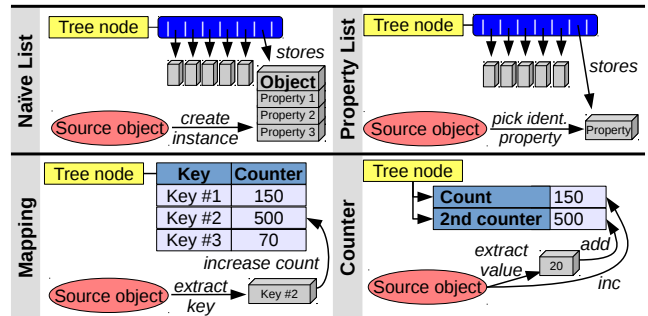 Naïve List
Tree node
stores
Object
Property 1
Property 2
Property 3
Source object
create
instance
Property List
Tree node
stores
Source object
pick ident.
property
Property
Mapping
Tree node
Key Counter
Key #1 150
Key #2 500
Key #3 70
increase count
Source object
extract
key
Key #2
Counter
Tree node
Count 150
2nd counter 500
extract
value
20
add
inc
Source object